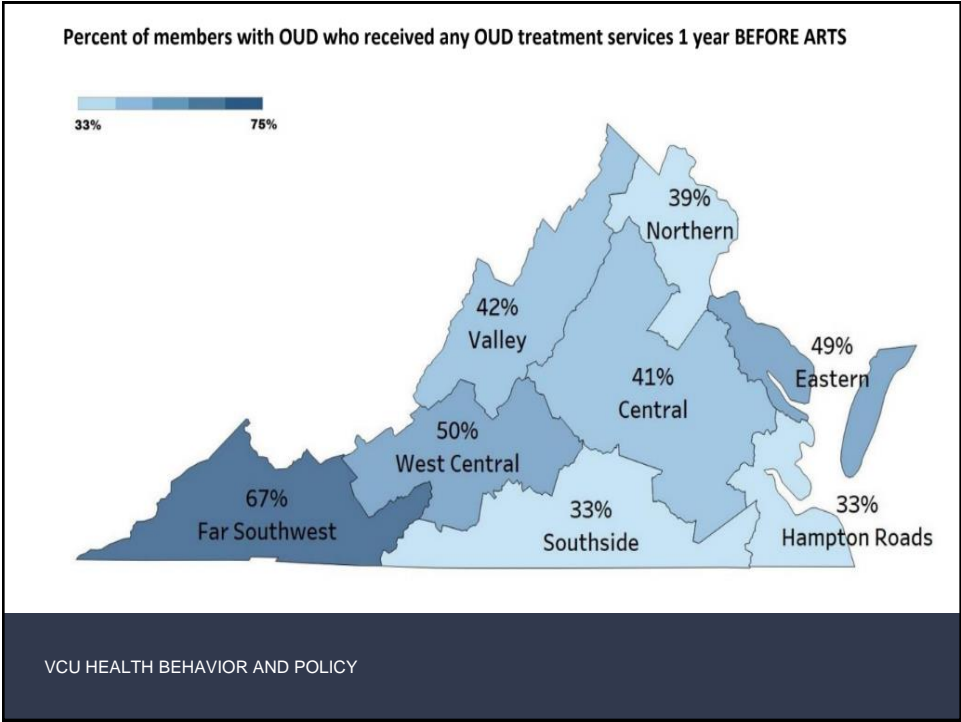 Percent of members with OUD who received any OUD treatment services 1 year BEFORE ARTS
33%
75%
39%
Northern
42%
Valley
49%
Eastern
41%
Central
50%
West Central
67%
Far Southwest
33%
Southside
33%
Hampton Roads
VCU HEALTH BEHAVIOR AND POLICY